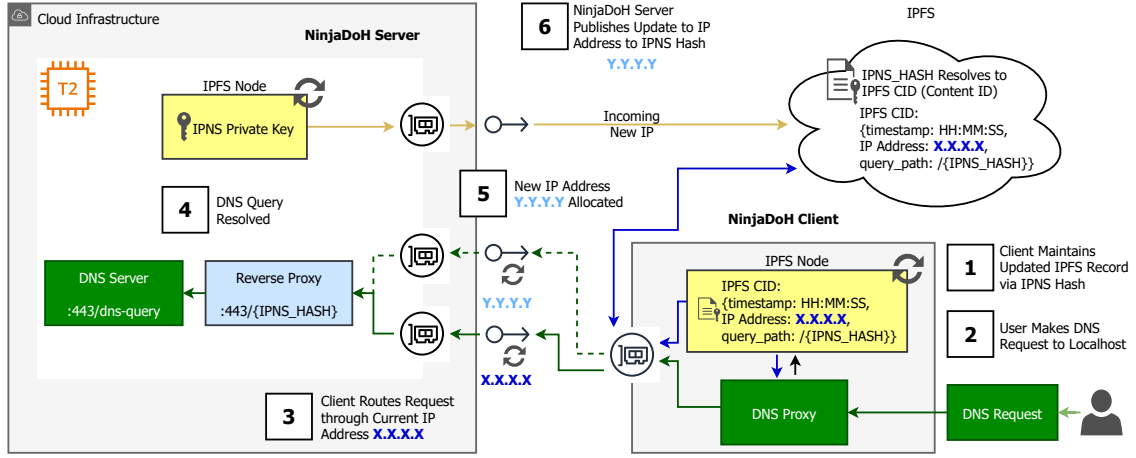 Cloud Infrastructure
NinjaDoH Server
T2
IPFS Node
IPNS Private Key
6
NinjaDoH Server
Publishes Update to IP
Address to IPNS Hash
Y.Y.Y.Y
Incoming
New IP
IPFS
IPNS_HASH Resolves to
IPFS CID (Content ID)
IPFS CID:
{timestamp: HH:MM:SS,
IP Address: X.X.X.X,
query_path: /{IPNS_HASH}}
4
DNS Query
Resolved
5
New IP Address
Y.Y.Y.Y Allocated
DNS Server
:443/dns-query
Reverse Proxy
:443/{IPNS_HASH}
Y.Y.Y.Y
X.X.X.X
3
Client Routes Request
through Current IP
Address X.X.X.X
NinjaDoH Client
IPFS Node
IPFS CID:
{timestamp: HH:MM:SS,
IP Address: X.X.X.X,
query_path: /{IPNS_HASH}}
DNS Proxy
1
Client Maintains
Updated IPFS Record
via IPNS Hash
2
User Makes DNS
Request to Localhost
DNS Request